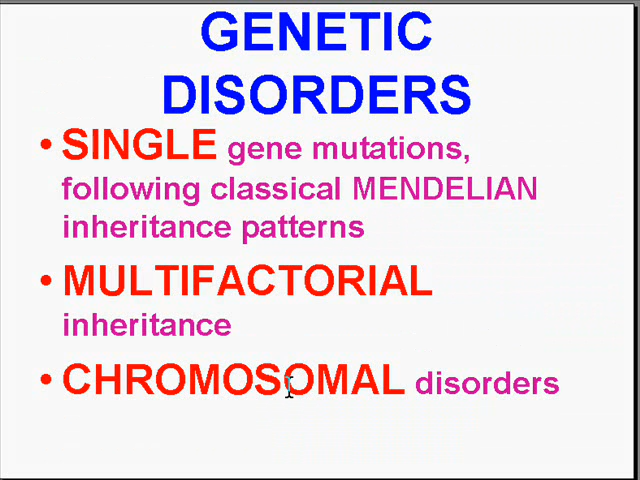 GENETIC
DISORDERS
• SINGLE gene mutations,
following classical MENDELIAN
inheritance patterns
• MULTIFACTORIAL
inheritance
• CHROMOSOMAL disorders